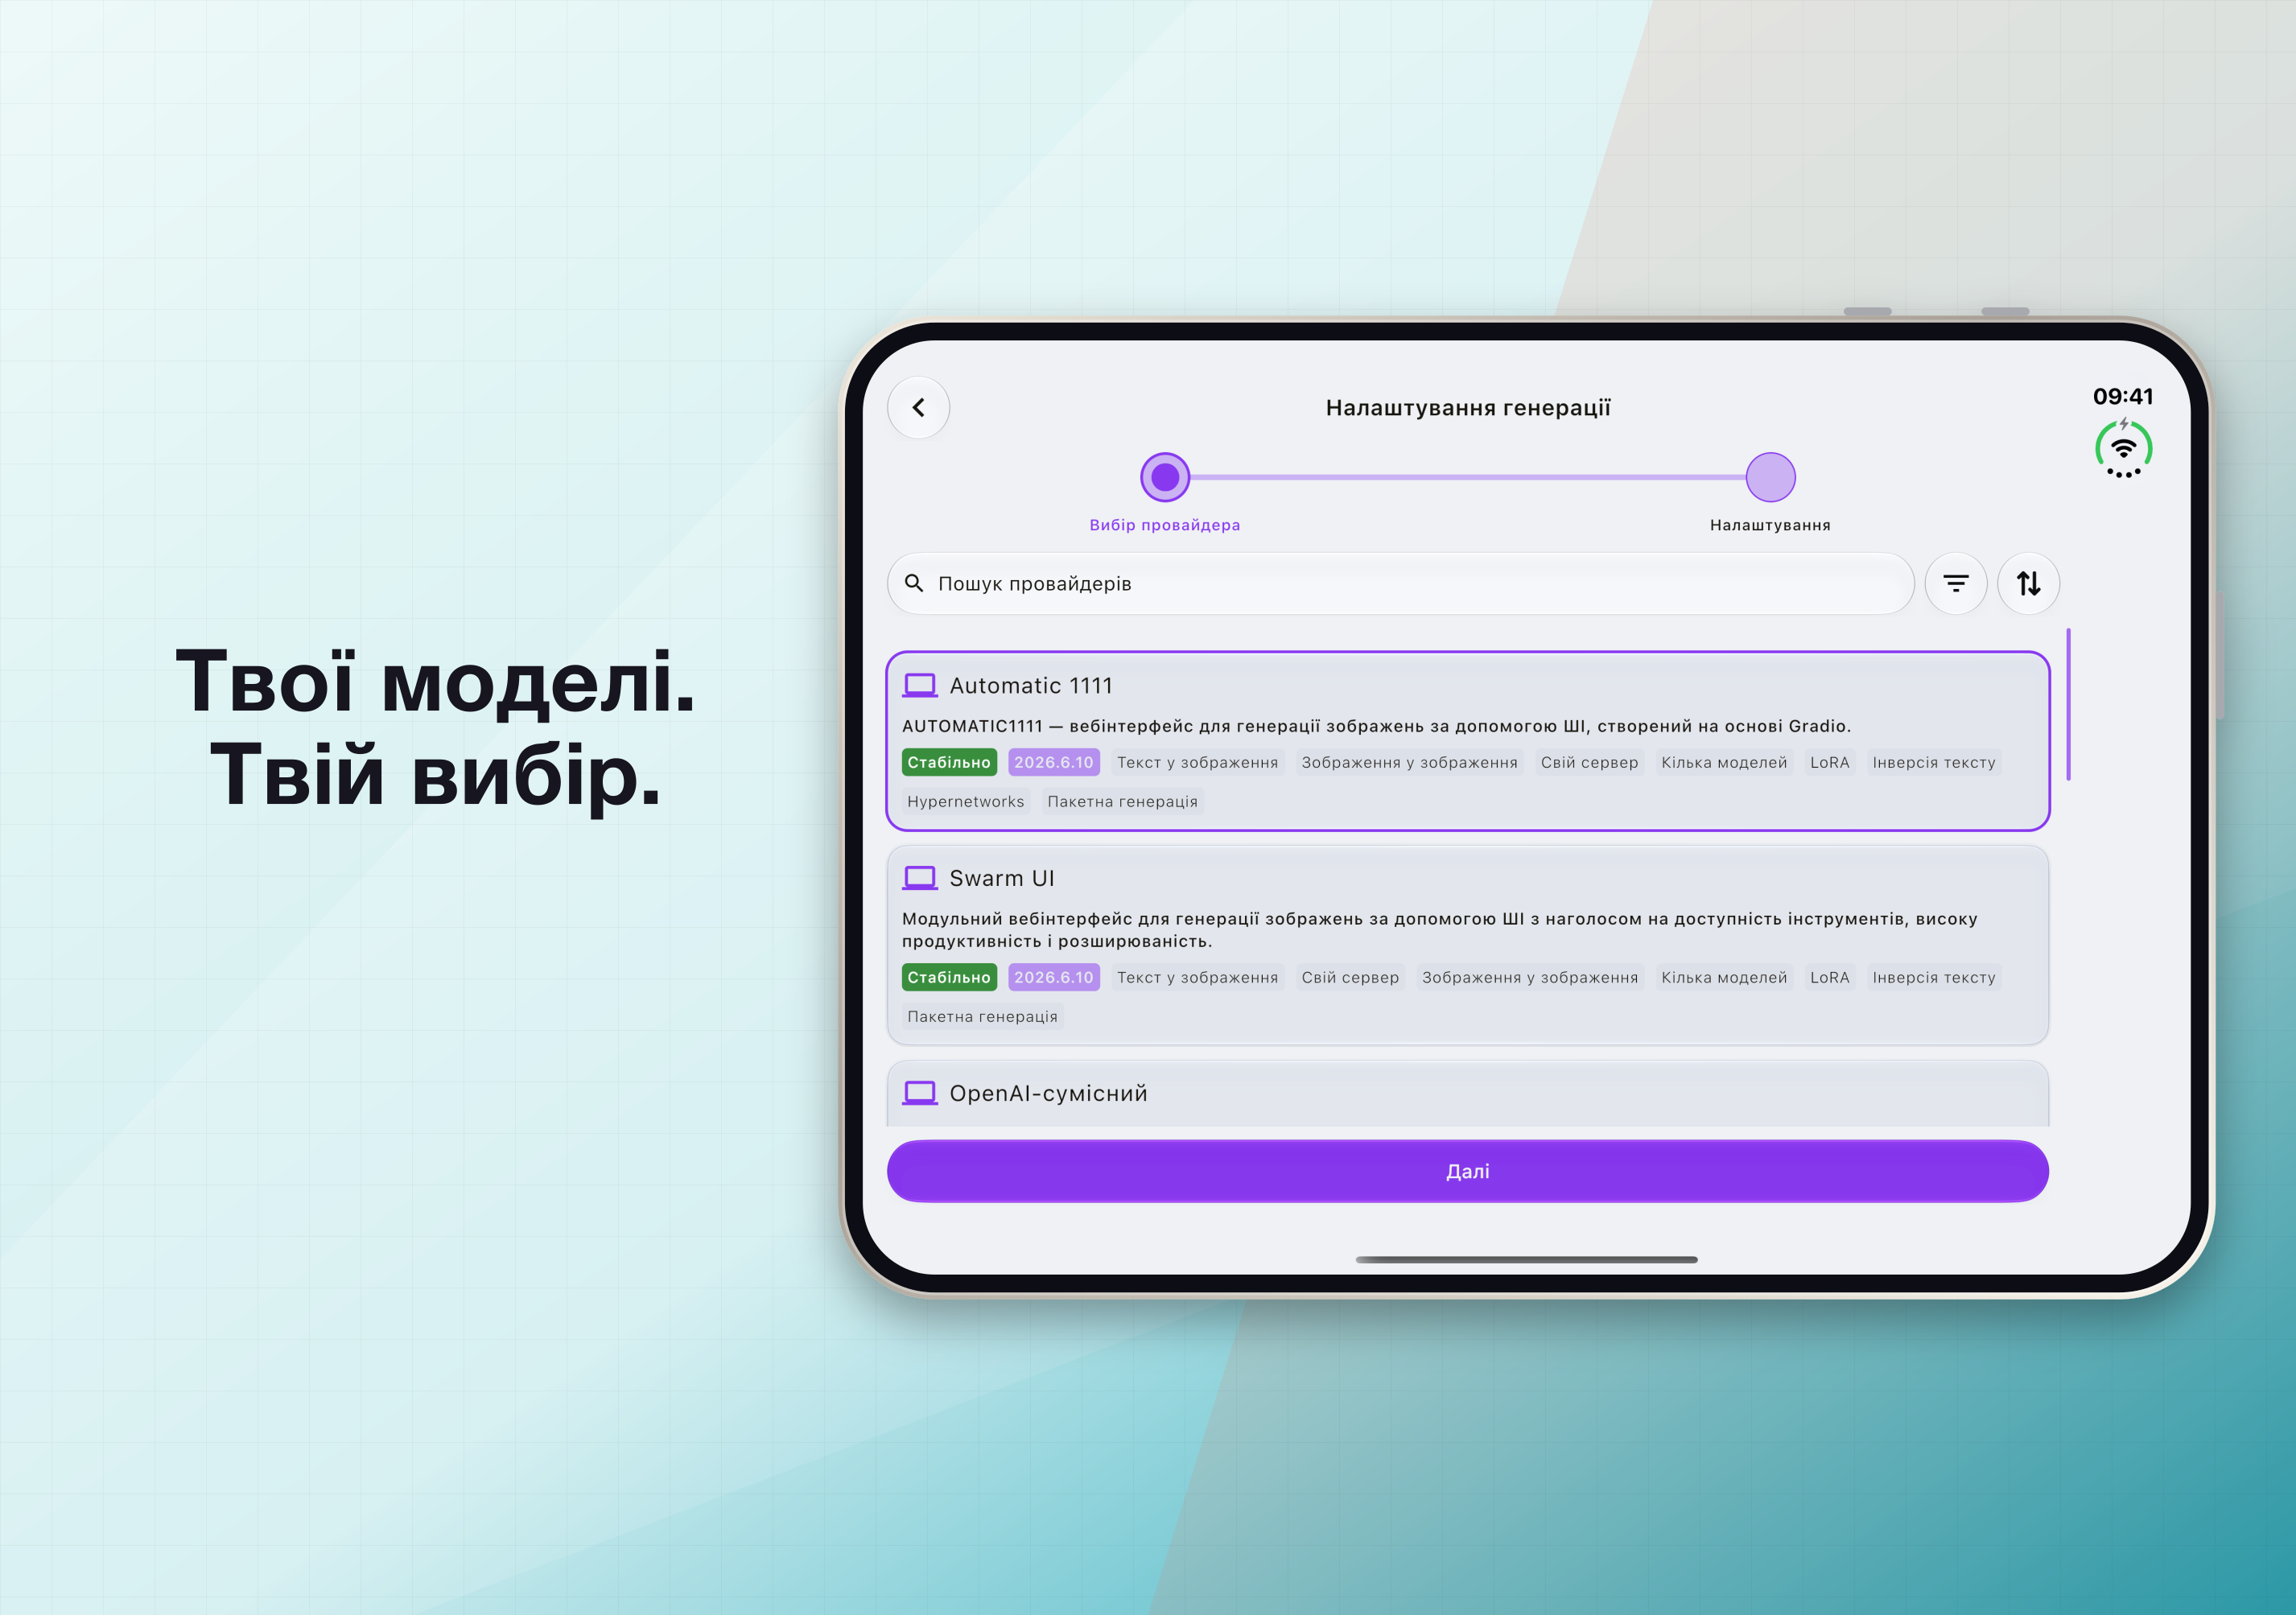 Твої моделі.
Твій вибір.
Налаштування генерації
09:41
Вибір провайдера
Налаштування
Пошук провайдерів
Automatic 1111
AUTOMATIC1111 — вебінтерфейс для генерації зображень за допомогою ШІ, створений на основі Gradio.
Стабільно 2026.6.10 Текст у зображення Зображення у зображення Свій сервер Кілька моделей LoRA Інверсія тексту
Hypernetworks Пакетна генерація
Swarm UI
Модульний вебінтерфейс для генерації зображень за допомогою ШІ з наголосом на доступність інструментів, високу
продуктивність і розширюваність.
Стабільно 2026.6.10 Текст у зображення Свій сервер Зображення у зображення Кілька моделей LoRA Інверсія тексту
Пакетна генерація
OpenAI-сумісний
Далі